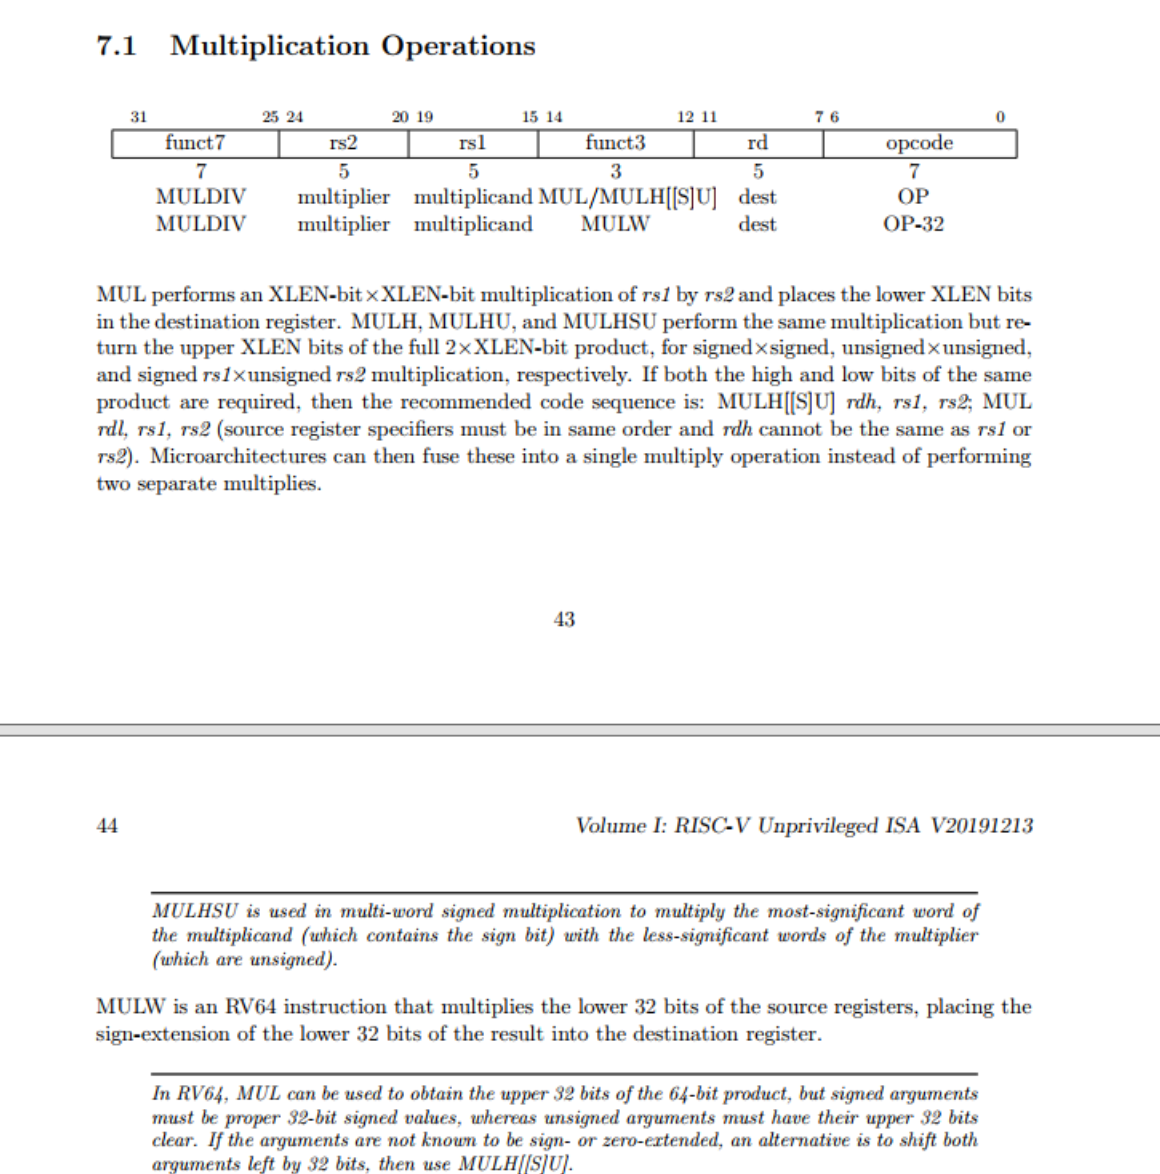 7.1 Multiplication Operations
31 25 24 20 19 15 14 12 11 7 6 0
funct7 rs2 rs1 funct3 rd opcode
7 5 5 3 5 7
MULDIV multiplier multiplicand MUL/MULH[[S]U] dest OP
MULDIV multiplier multiplicand MULW dest OP-32
MUL performs an XLEN-bit×XLEN-bit multiplication of rs1 by rs2 and places the lower XLEN bits
in the destination register. MULH, MULHU, and MULHSU perform the same multiplication but re-
turn the upper XLEN bits of the full 2×XLEN-bit product, for signed×signed, unsigned×unsigned,
and signed rs1×unsigned rs2 multiplication, respectively. If both the high and low bits of the same
product are required, then the recommended code sequence is: MULH[[S]U] rdh, rs1, rs2; MUL
rdl, rs1, rs2 (source register specifiers must be in same order and rdh cannot be the same as rs1 or
rs2). Microarchitectures can then fuse these into a single multiply operation instead of performing
two separate multiplies.
43
44 Volume I: RISC-V Unprivileged ISA V20191213
MULHSU is used in multi-word signed multiplication to multiply the most-significant word of
the multiplicand (which contains the sign bit) with the less-significant words of the multiplier
(which are unsigned).
MULW is an RV64 instruction that multiplies the lower 32 bits of the source registers, placing the
sign-extension of the lower 32 bits of the result into the destination register.
In RV64, MUL can be used to obtain the upper 32 bits of the 64-bit product, but signed arguments
must be proper 32-bit signed values, whereas unsigned arguments must have their upper 32 bits
clear. If the arguments are not known to be sign- or zero-extended, an alternative is to shift both
arguments left by 32 bits, then use MULH[[S]U].